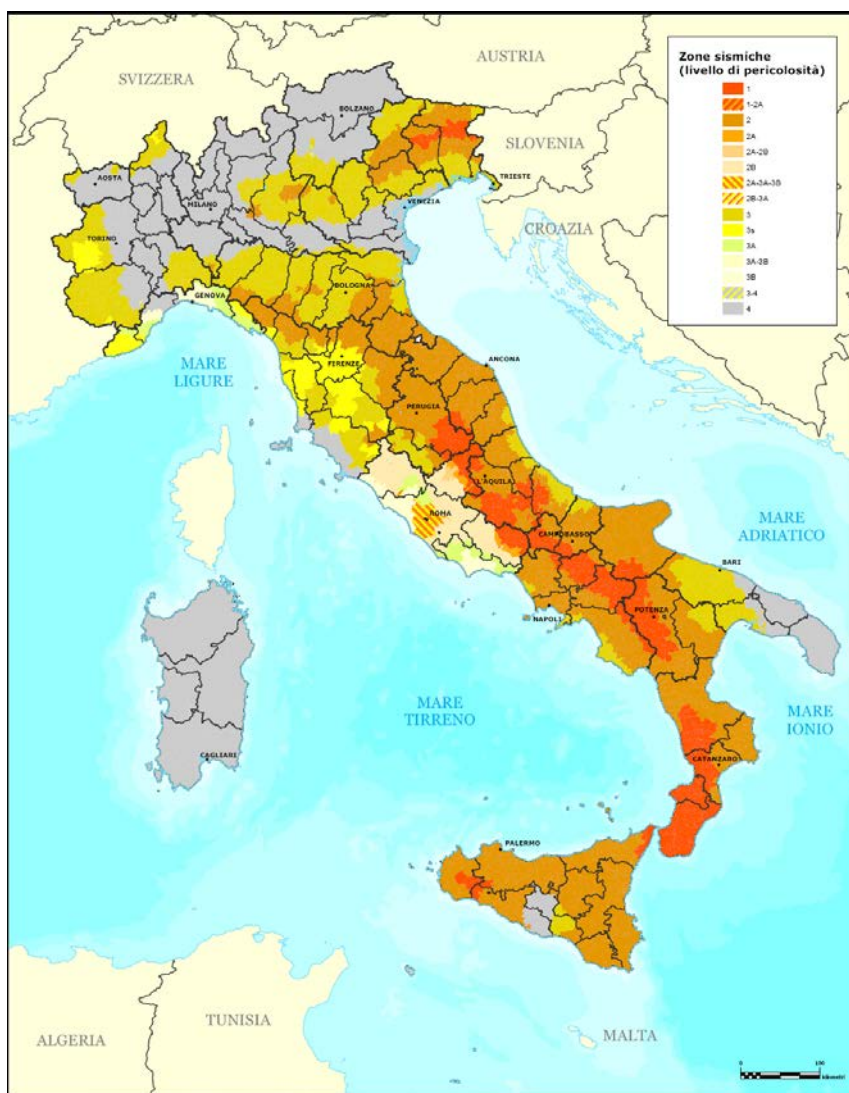 AUSTRIA
SVIZZERA
BOLZANO
SLOVENIA
AOSTA
TRIESTE
MILANO
VENEZIA
CROAZIA
TORINO
GENOVA
BOLOGNA
MARE
LIGURE
FIRENZE
ANCONA
PERUGIA
L'AQUILA
ROMA
MARE
ADRIATICO
CAMPOBASSO
BARI
NAPOLI
POTENZA
MARE
TIRRENO
MARE
IONIO
CAGLIARI
CATANZARO
PALERMO
ALGERIA
TUNISIA
MALTA
Zone sismiche
(livello di pericolosità)
1
1-2A
2
2A
2A-2B
2B
2A-3A-3B
2B-3A
3
3s
3A
3A-3B
3B
3-4
4
0
100
kilometri